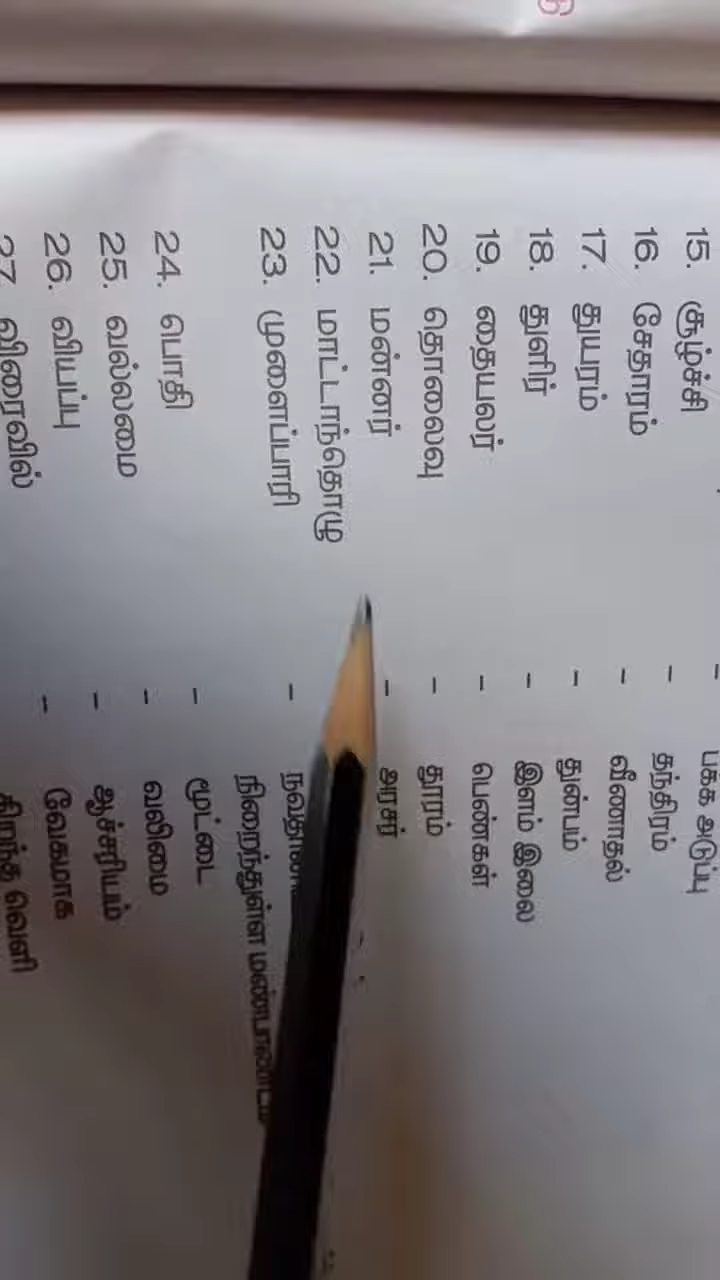 - பக்க அடுப்பு
15. சூழ்ச்சி - தந்திரம்
16. சேதாரம் - வீணாதல்
17. துயரம் - துன்பம்
18. துளிர் - இளம் இலை
19. தையலர் - பெண்கள்
20. தொலைவு - தூரம்
21. மன்னர் - அரசர்
22. மாட்டாந்தொழு
23. முளைப்பாரி -
நிறைந்துள்ள
24. பொதி - மூட்டை
25. வல்லமை - வலிமை
26. வியப்பு - ஆச்சரியம்
27. விரைவில் - வேகமாக
வெளி